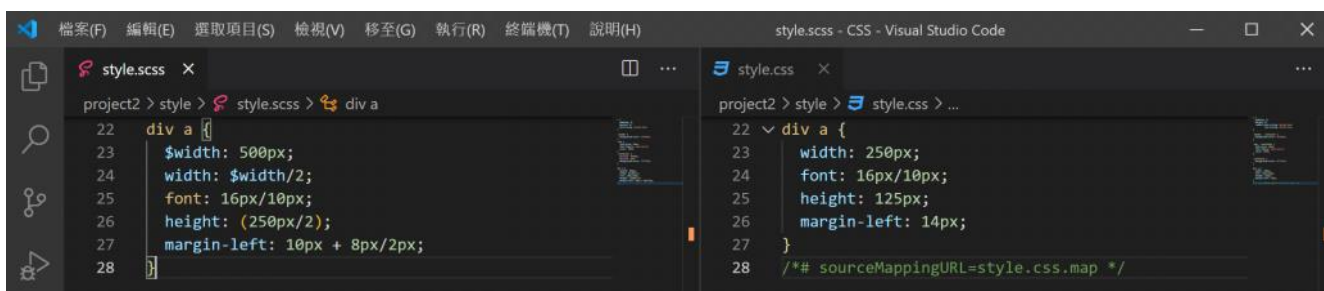 檔案(F) 編輯(E) 選取項目(S) 檢視(V) 移至(G) 執行(R) 終端機(T) 說明(H) style.scss - CSS - Visual Studio Code
style.scss
project2 > style > style.scss > div a
22 div a {
23 $width: 500px;
24 width: $width/2;
25 font: 16px/10px;
26 height: (250px/2);
27 margin-left: 10px + 8px/2px;
28 }
style.css
project2 > style > style.css > ...
22 div a {
23 width: 250px;
24 font: 16px/10px;
25 height: 125px;
26 margin-left: 14px;
27 }
28 /*# sourceMappingURL=style.css.map */